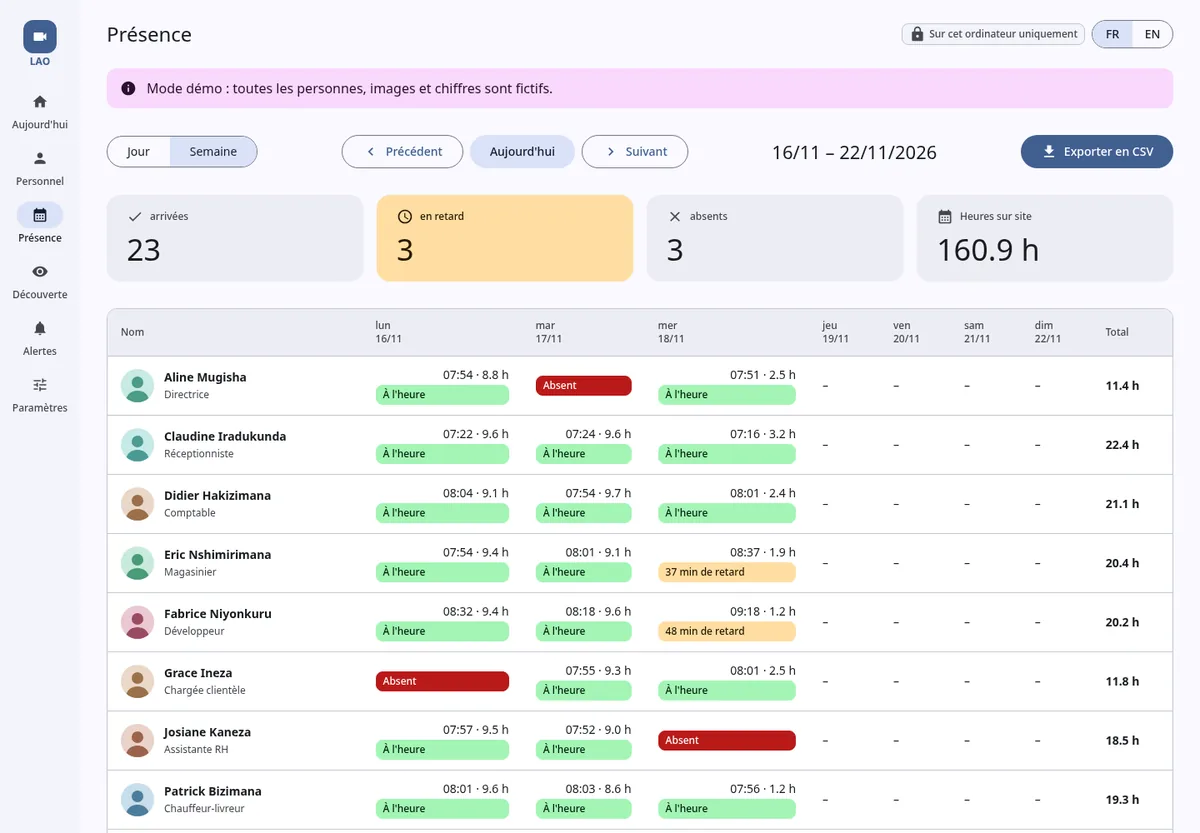 LAO
Aujourd'hui
Personnel
Présence
Découverte
Alertes
Paramètres
Présence
Sur cet ordinateur uniquement
FR EN
Mode démo : toutes les personnes, images et chiffres sont fictifs.
Jour Semaine Précédent Aujourd'hui Suivant 16/11 – 22/11/2026 Exporter en CSV
arrivées
23
en retard
3
absents
3
Heures sur site
160.9 h
Nom lun 16/11 mar 17/11 mer 18/11 jeu 19/11 ven 20/11 sam 21/11 dim 22/11 Total
Aline Mugisha
Directrice
07:54 · 8.8 h
À l'heure
Absent
07:51 · 2.5 h
À l'heure
– – – – 11.4 h
Claudine Iradukunda
Réceptionniste
07:22 · 9.6 h
À l'heure
07:24 · 9.6 h
À l'heure
07:16 · 3.2 h
À l'heure
– – – – 22.4 h
Didier Hakizimana
Comptable
08:04 · 9.1 h
À l'heure
07:54 · 9.7 h
À l'heure
08:01 · 2.4 h
À l'heure
– – – – 21.1 h
Eric Nshimirimana
Magasinier
07:54 · 9.4 h
À l'heure
08:01 · 9.1 h
À l'heure
08:37 · 1.9 h
37 min de retard
– – – – 20.4 h
Fabrice Niyonkuru
Développeur
08:32 · 9.4 h
À l'heure
08:18 · 9.6 h
À l'heure
09:18 · 1.2 h
48 min de retard
– – – – 20.2 h
Grace Ineza
Chargée clientèle
Absent
07:55 · 9.3 h
À l'heure
08:01 · 2.5 h
À l'heure
– – – – 11.8 h
Josiane Kaneza
Assistante RH
07:57 · 9.5 h
À l'heure
07:52 · 9.0 h
À l'heure
Absent
– – – – 18.5 h
Patrick Bizimana
Chauffeur-livreur
08:01 · 9.6 h
À l'heure
08:03 · 8.6 h
À l'heure
07:56 · 1.2 h
À l'heure
– – – – 19.3 h